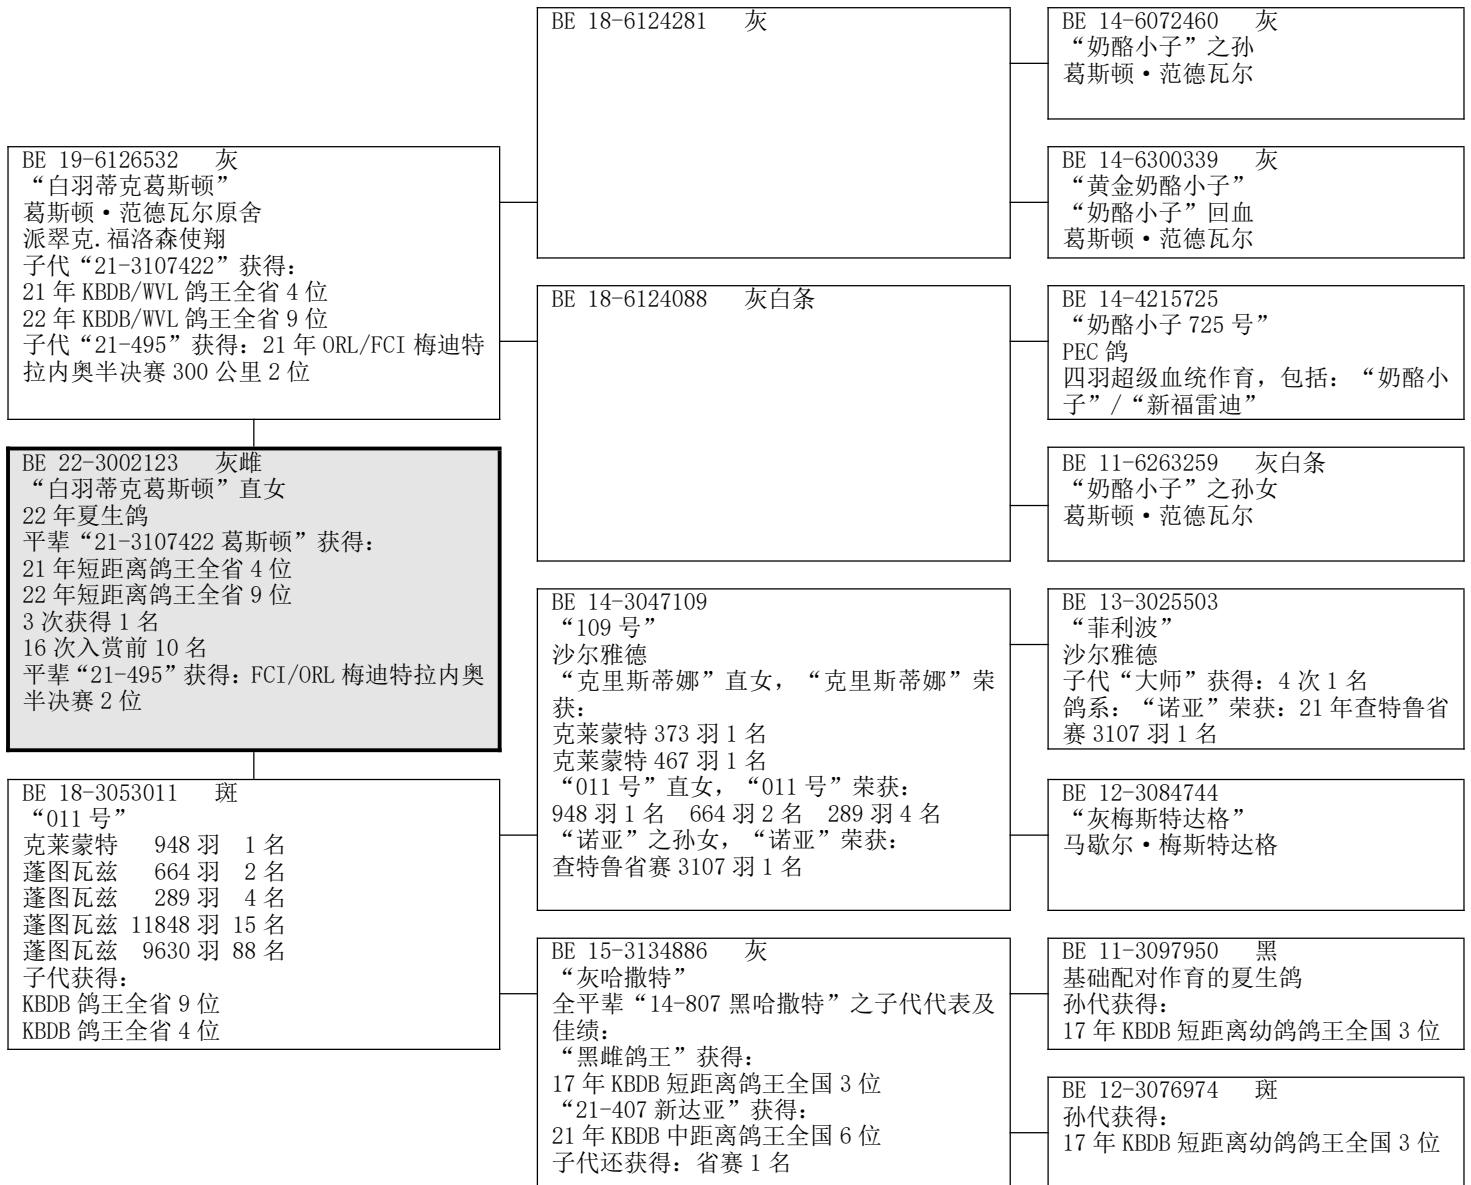 BE 19-6126532 灰
“白羽蒂克葛斯顿”
葛斯顿•范德瓦尔原舍
派翠克.福洛森使翔
子代“21-3107422”获得：
21 年 KBDB/WVL 鸽王全省 4 位
22 年 KBDB/WVL 鸽王全省 9 位
子代“21-495”获得：21 年 ORL/FCI 梅迪特
拉内奥半决赛 300 公里 2 位
BE 22-3002123 灰雌
“白羽蒂克葛斯顿”直女
22 年夏生鸽
平辈“21-3107422 葛斯顿”获得：
21 年短距离鸽王全省 4 位
22 年短距离鸽王全省 9 位
3 次获得 1 名
16 次入赏前 10 名
平辈“21-495”获得：FCI/ORL 梅迪特拉内奥
半决赛 2 位
BE 18-3053011 斑
“011 号”
克莱蒙特 948 羽 1 名
蓬图瓦兹 664 羽 2 名
蓬图瓦兹 289 羽 4 名
蓬图瓦兹 11848 羽 15 名
蓬图瓦兹 9630 羽 88 名
子代获得：
KBDB 鸽王全省 9 位
KBDB 鸽王全省 4 位
BE 18-6124281 灰
BE 18-6124088 灰白条
BE 14-3047109
“109 号”
沙尔雅德
“克里斯蒂娜”直女，“克里斯蒂娜”荣
获：
克莱蒙特 373 羽 1 名
克莱蒙特 467 羽 1 名
“011 号”直女，“011 号”荣获：
948 羽 1 名 664 羽 2 名 289 羽 4 名
“诺亚”之孙女，“诺亚”荣获：
查特鲁省赛 3107 羽 1 名
BE 15-3134886 灰
“灰哈撒特”
全平辈“14-807 黑哈撒特”之子代代表及
佳绩：
“黑雌鸽王”获得：
17 年 KBDB 短距离鸽王全国 3 位
“21-407 新达亚”获得：
21 年 KBDB 中距离鸽王全国 6 位
子代还获得：省赛 1 名
BE 14-6072460 灰
“奶酪小子”之孙
葛斯顿•范德瓦尔
BE 14-6300339 灰
“黄金奶酪小子”
“奶酪小子”回血
葛斯顿•范德瓦尔
BE 14-4215725
“奶酪小子 725 号”
PEC 鸽
四羽超级血统作育，包括：“奶酪小
子”/“新福雷迪”
BE 11-6263259 灰白条
“奶酪小子”之孙女
葛斯顿•范德瓦尔
BE 13-3025503
“菲利波”
沙尔雅德
子代“大师”获得：4 次 1 名
鸽系：“诺亚”荣获：21 年查特鲁省
赛 3107 羽 1 名
BE 12-3084744
“灰梅斯特达格”
马歇尔•梅斯特达格
BE 11-3097950 黑
基础配对作育的夏生鸽
孙代获得：
17 年 KBDB 短距离幼鸽鸽王全国 3 位
BE 12-3076974 斑
孙代获得：
17 年 KBDB 短距离幼鸽鸽王全国 3 位